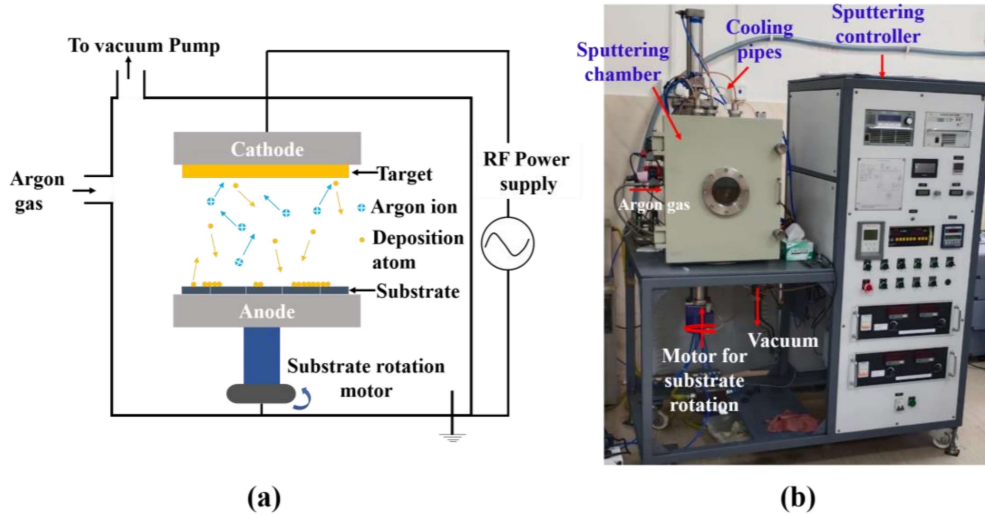 To vacuum Pump
Argon
gas
Cathode
Target
Argon ion
Deposition
atom
Substrate
Anode
Substrate rotation
motor
RF Power
supply
(a)
Sputtering
chamber
Cooling
pipes
Sputtering
controller
Argon gas
Vacuum
Motor for
substrate
rotation
(b)